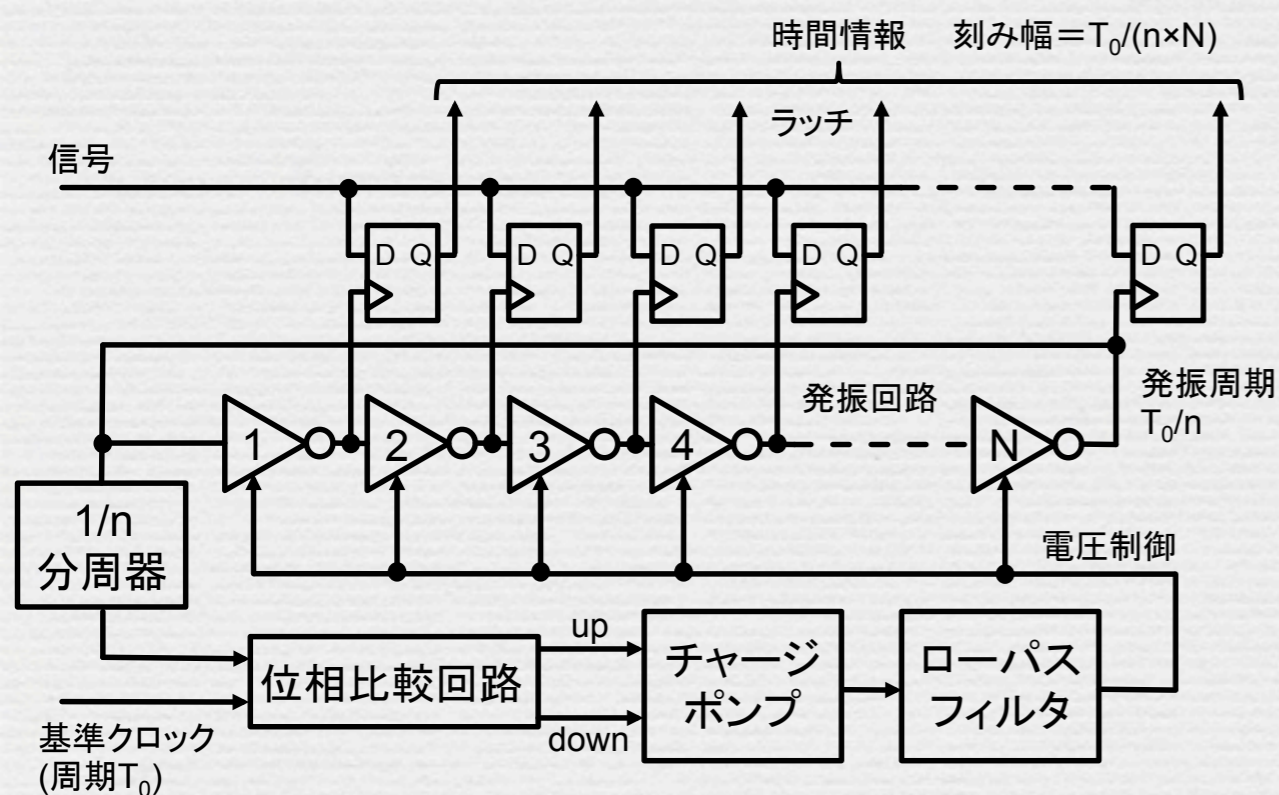 時間情報 刻み幅＝T₀/(n×N)
ラッチ
信号
D Q
D Q
D Q
D Q
D Q
発振周期
T₀/n
発振回路
1
2
3
4
N
1/n
分周器
電圧制御
位相比較回路
up
down
チャージ
ポンプ
ローパス
フィルタ
基準クロック
(周期T₀)